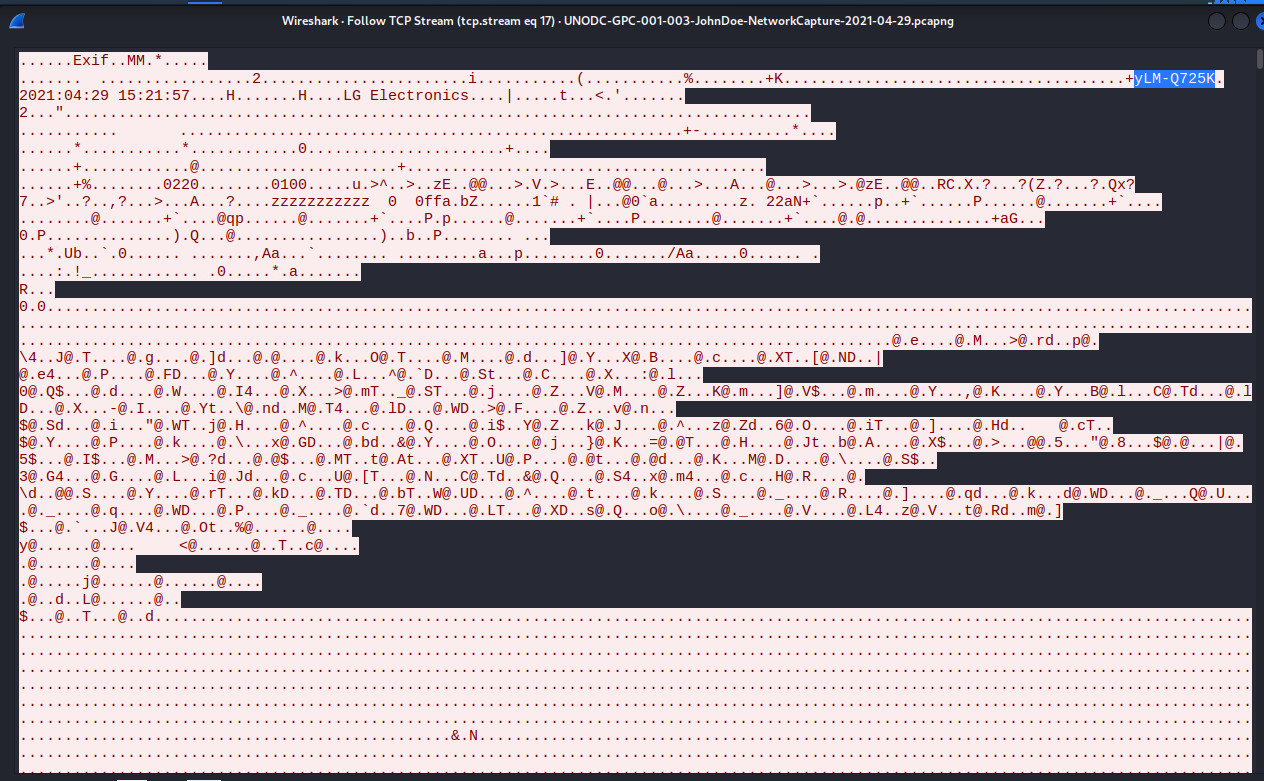 Wireshark · Follow TCP Stream (tcp.stream eq 17) · UNODC-GPC-001-003-JohnDoe-NetworkCapture-2021-04-29.pcapng
......Exif..MM.*.....
.......  .................2.......................i...........(...........%........+K......................................+yLM-Q725K.
2021:04:29 15:21:57....H.......H....LG Electronics....|.....t...<.'.......
2..."...................................................................................
...........       ........................................................+-..........*....
......*...........*............0......................+....
......+............@......................+........................................
......+%........0220........0100.....u.>^..>..zE..@@...>.V.>...E..@@...@...>...A...@...>...>.@zE..@@..RC.X.?...?(Z.?...?.Qx?
7..>'..?..,?...>...A...?....zzzzzzzzzzz  0  0ffa.bZ......1`# . |...@0`a.........z. 22aN+`......p..+`......P......@.......+`....
........@......+`....@qp......@.......+`....P.p......@.......+`....P........@.......+`....@.@..............+aG...
0.P..............).Q...@................)..b..P........ ...
...*.Ub..`.0...... .......,Aa...`........ .........a...p........0......./Aa.....0...... .
....:.!_............ .0.....*.a.......
R...
0.0.
@.e....@.M...>@.rd..p@.
\4..J@.T....@.g....@.]d...@.@....@.k...O@.T....@.M....@.d...]@.Y...X@.B....@.c....@.XT..[@.ND..|
@.e4...@.P....@.FD...@.Y....@.^....@.L...^@.`D...@.St...@.C....@.X...:@.l...
0@.Q$...@.d....@.W....@.I4...@.X...>@.mT.._@.ST...@.j....@.Z...V@.M....@.Z...K@.m...]@.V$...@.m....@.Y...,@.K....@.Y...B@.l...C@.Td...@.l
D...@.X...-@.I....@.Yt..\@.nd..M@.T4...@.lD...@.WD..>@.F....@.Z...v@.n...
$@.Sd...@.i..."@.WT..j@.H....@.^....@.c....@.Q....@.i$..Y@.Z...k@.J....@.^...z@.Zd..6@.O....@.iT...@.]....@.Hd..    @.cT..
$@.Y....@.P....@.k....@.\...x@.GD...@.bd..&@.Y....@.O....@.j...}@.K...=@.@T...@.H....@.Jt..b@.A....@.X$...@.>...@@.5..."@.8...$@.@...|@.
5$...@.I$...@.M...>@.?d...@.@$...@.MT..t@.At...@.XT..U@.P....@.@t...@.@d...@.K...M@.D....@.\....@.S$..
3@.G4...@.G....@.L...i@.Jd...@.c...U@.[T...@.N...C@.Td..&@.Q....@.S4..x@.m4...@.c...H@.R....@.
\d..@@.S....@.Y....@.rT...@.kD...@.TD...@.bT..W@.UD...@.^....@.t....@.k....@.S....@._....@.R....@.]....@.qd...@.k...d@.WD...@._...Q@.U...
.@._....@.q....@.WD...@.P....@._....@.`d..7@.WD...@.LT...@.XD..s@.Q...o@.\....@._....@.V....@.L4..z@.V...t@.Rd..m@.]
$...@.`...J@.V4...@.Ot..%@......@....
y@......@....     <@......@..T..c@....
.@......@....
.@.....j@......@......@....
.@..d..L@......@..
$...@..T...@..d.
&.N